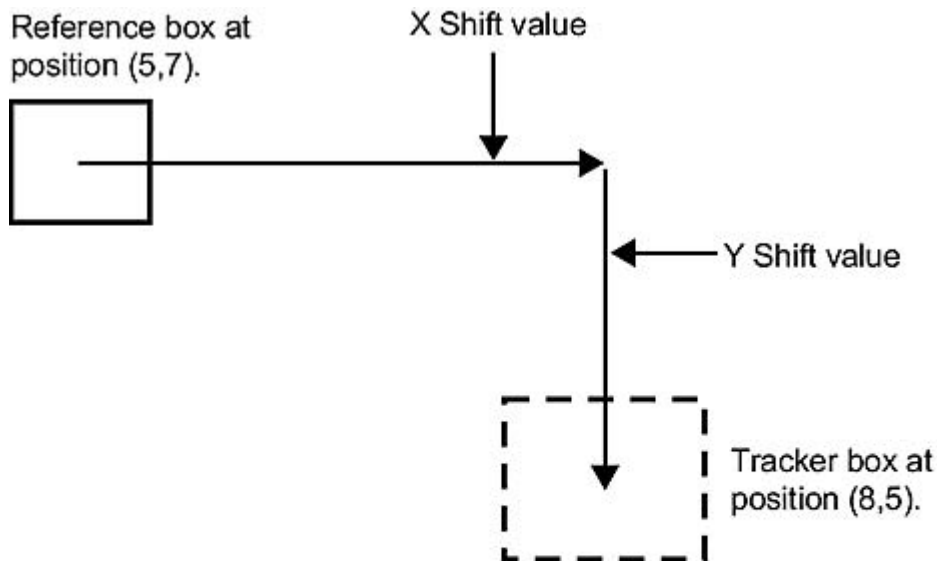 Reference box at
position (5,7).
X Shift value
Y Shift value
Tracker box at
position (8,5).